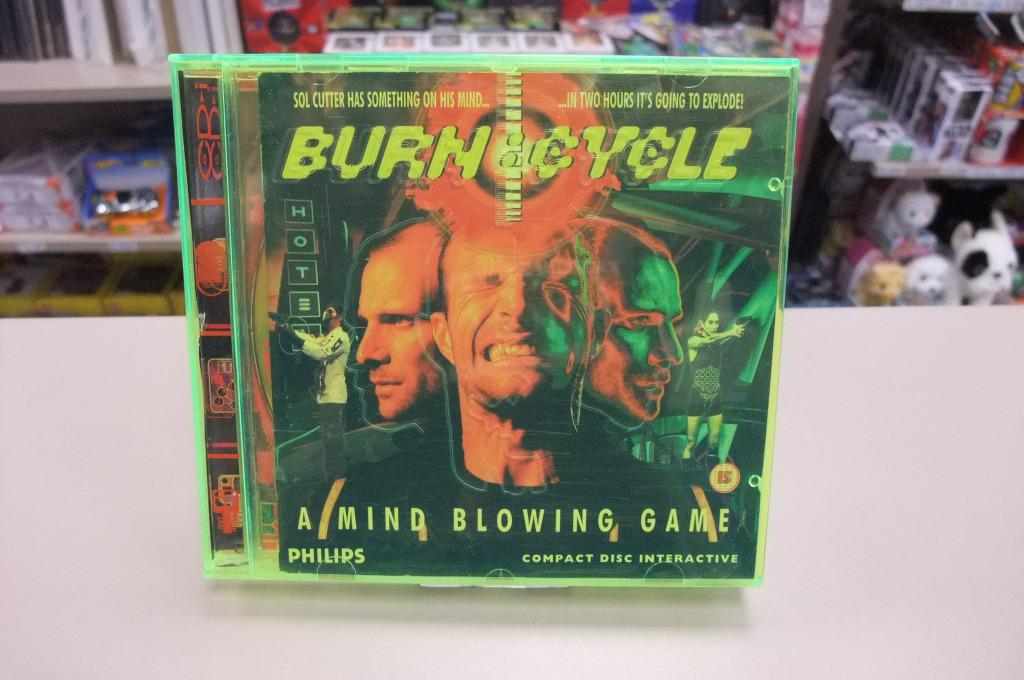 SOL CUTTER HAS SOMETHING ON HIS MIND... ...IN TWO HOURS IT'S GOING TO EXPLODE!
BURN:CYCLE
HOTEL
15
A MIND BLOWING GAME
PHILIPS COMPACT DISC INTERACTIVE